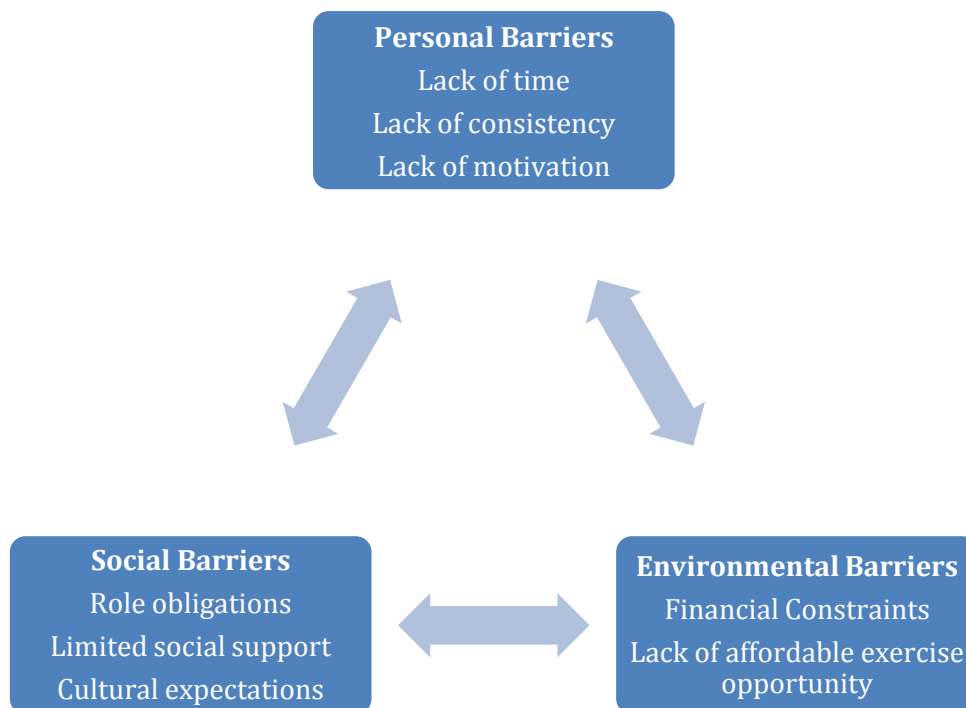 Personal Barriers
Lack of time
Lack of consistency
Lack of motivation
Social Barriers
Role obligations
Limited social support
Cultural expectations
Environmental Barriers
Financial Constraints
Lack of affordable exercise
opportunity